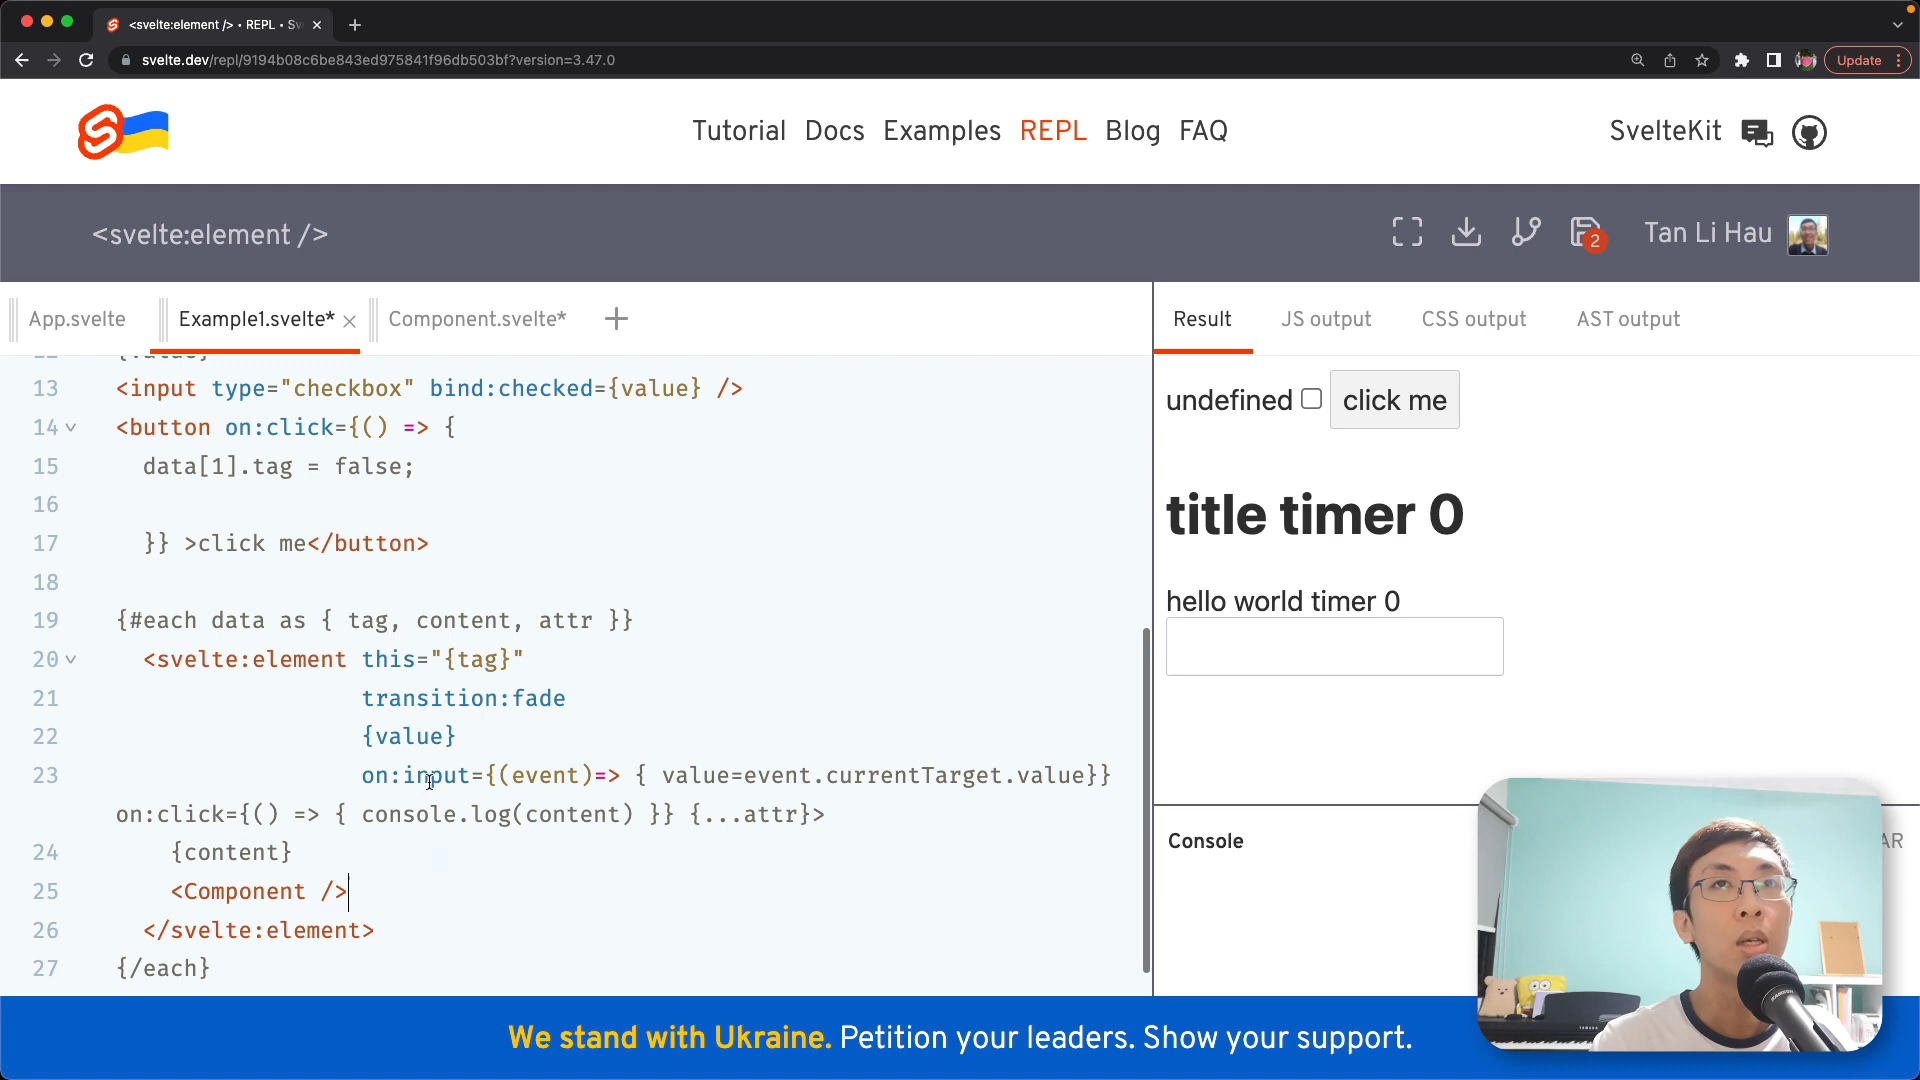 <svelte:element /> • REPL • Sv
svelte.dev/repl/9194b08c6be843ed975841f96db503bf?version=3.47.0
Update
Tutorial Docs Examples REPL Blog FAQ
SvelteKit
<svelte:element />
2
Tan Li Hau
App.svelte
Example1.svelte*
Component.svelte*
Result
JS output
CSS output
AST output
12 {value}
13 <input type="checkbox" bind:checked={value} />
14 <button on:click={() => {
15 data[1].tag = false;
16
17 }} >click me</button>
18
19 {#each data as { tag, content, attr }}
20 <svelte:element this="{tag}"
21 transition:fade
22 {value}
23 on:input={(event)=> { value=event.currentTarget.value}}
on:click={() => { console.log(content) }} {...attr}>
24 {content}
25 <Component />
26 </svelte:element>
27 {/each}
undefined
click me
title timer 0
hello world timer 0
Console
AR
We stand with Ukraine. Petition your leaders. Show your support.